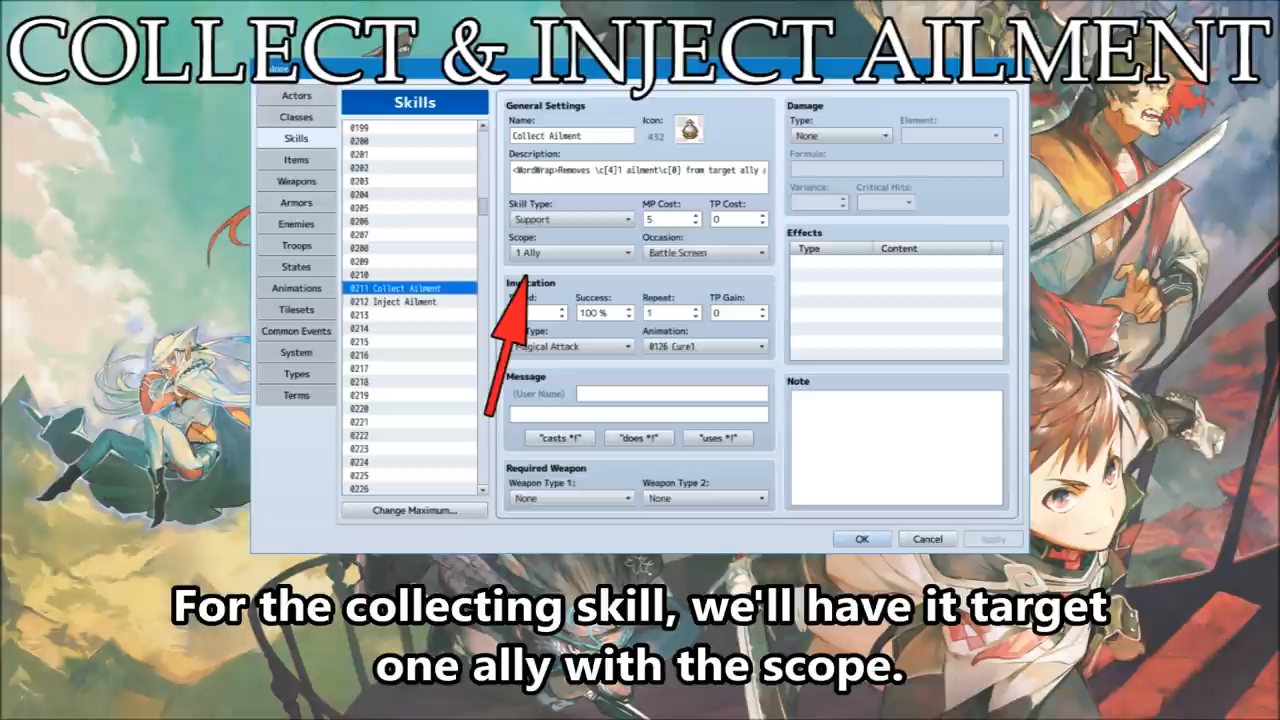 COLLECT & INJECT AILMENT
Actors
Classes
Skills
Items
Weapons
Armors
Enemies
Troops
States
Animations
Tilesets
Common Events
System
Types
Terms
Skills
0199
0200
0201
0202
0203
0204
0205
0206
0207
0208
0209
0210
0211 Collect Ailment
0212 Inject Ailment
0213
0214
0215
0216
0217
0218
0219
0220
0221
0222
0223
0224
0225
0226
Change Maximum...
General Settings
Name: Icon:
Collect Ailment 432
Description:
<WordWrap>Removes \c[4]1 ailment\c[0] from target ally
Skill Type: MP Cost: TP Cost:
Support 5 0
Scope: Occasion:
1 Ally Battle Screen
Success: Repeat: TP Gain:
100 % 1 0
Type: Animation:
Magical Attack 0126 Cure1
Message
(User Name)
"casts *!" "does *!" "uses *!"
Required Weapon
Weapon Type 1: Weapon Type 2:
None None
Damage
Type: Element:
None
Formula:
Variance: Critical Hits:
Effects
Type Content
Note
OK Cancel Apply
For the collecting skill, we'll have it target
one ally with the scope.